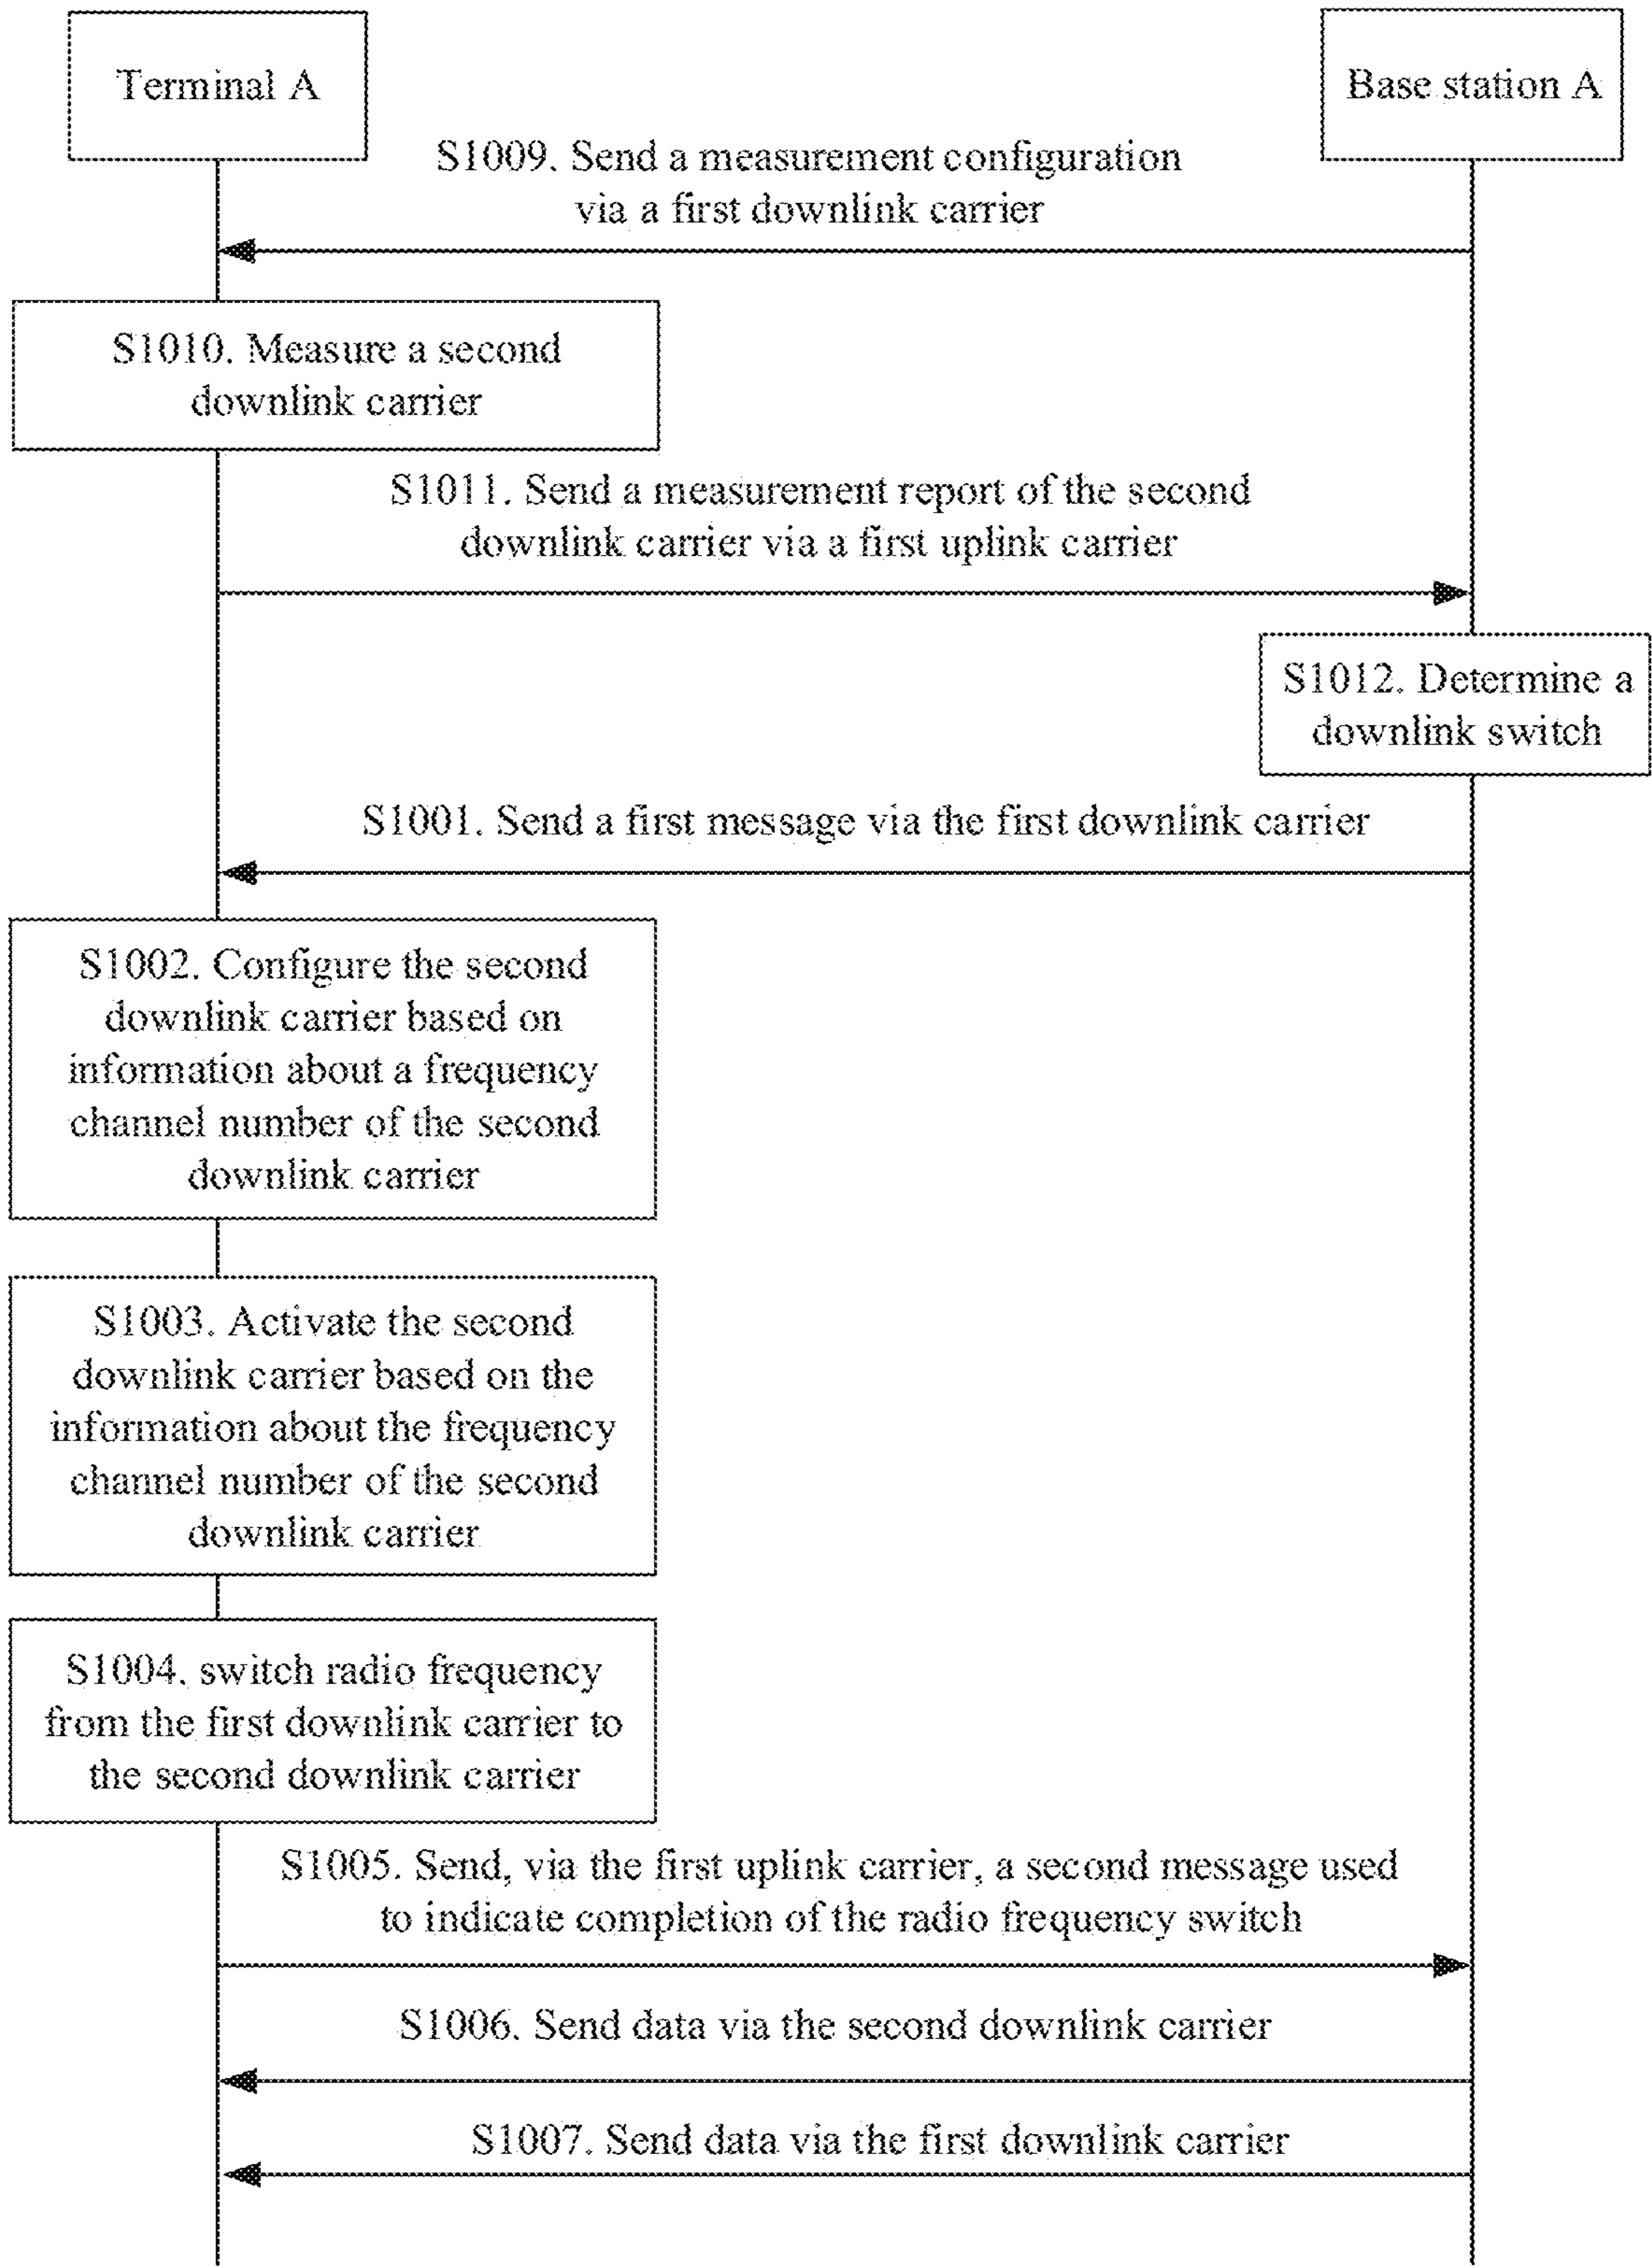 Terminal A
Base station A
S1009. Send a measurement configuration
via a first downlink carrier
S1010. Measure a second
downlink carrier
S1011. Send a measurement report of the second
downlink carrier via a first uplink carrier
S1012. Determine a
downlink switch
S1001. Send a first message via the first downlink carrier
S1002. Configure the second
downlink carrier based on
information about a frequency
channel number of the second
downlink carrier
S1003. Activate the second
downlink carrier based on the
information about the frequency
channel number of the second
downlink carrier
S1004. switch radio frequency
from the first downlink carrier to
the second downlink carrier
S1005. Send, via the first uplink carrier, a second message used
to indicate completion of the radio frequency switch
S1006. Send data via the second downlink carrier
S1007. Send data via the first downlink carrier